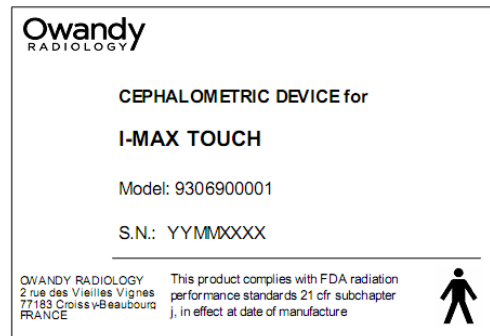 Owandy
RADIOLOGY
CEPHALOMETRIC DEVICE for
I-MAX TOUCH
Model: 9306900001
S.N.: YYMMXXXX
OWANDY RADIOLOGY
2 rue des Vieilles Vignes
77183 Croissy-Beaubourg
FRANCE
This product complies with FDA radiation
performance standards 21 cfr subchapter
j, in effect at date of manufacture